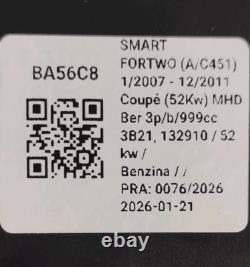 BA56C8
SMART
FORTWO (A/C451)
1/2007 - 12/2011
Coupé (52Kw) MHD
Ber 3p/b/999cc
3B21, 132910 / 52
kw /
Benzina / /
PRA: 0076/2026
2026-01-21
ebay